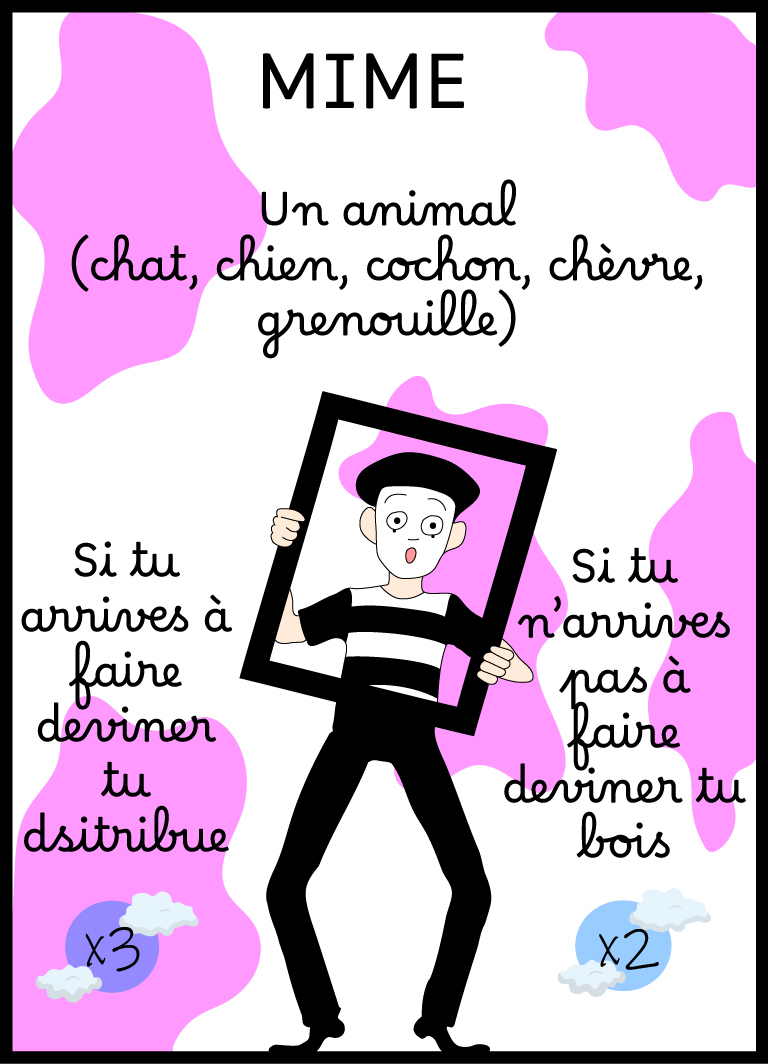 MIME
Un animal
(chat, chien, cochon, chèvre,
grenouille)
Si tu
arrives à
faire
deviner
tu
dsitribue
x3
Si tu
n'arrives
pas à
faire
deviner tu
bois
x2